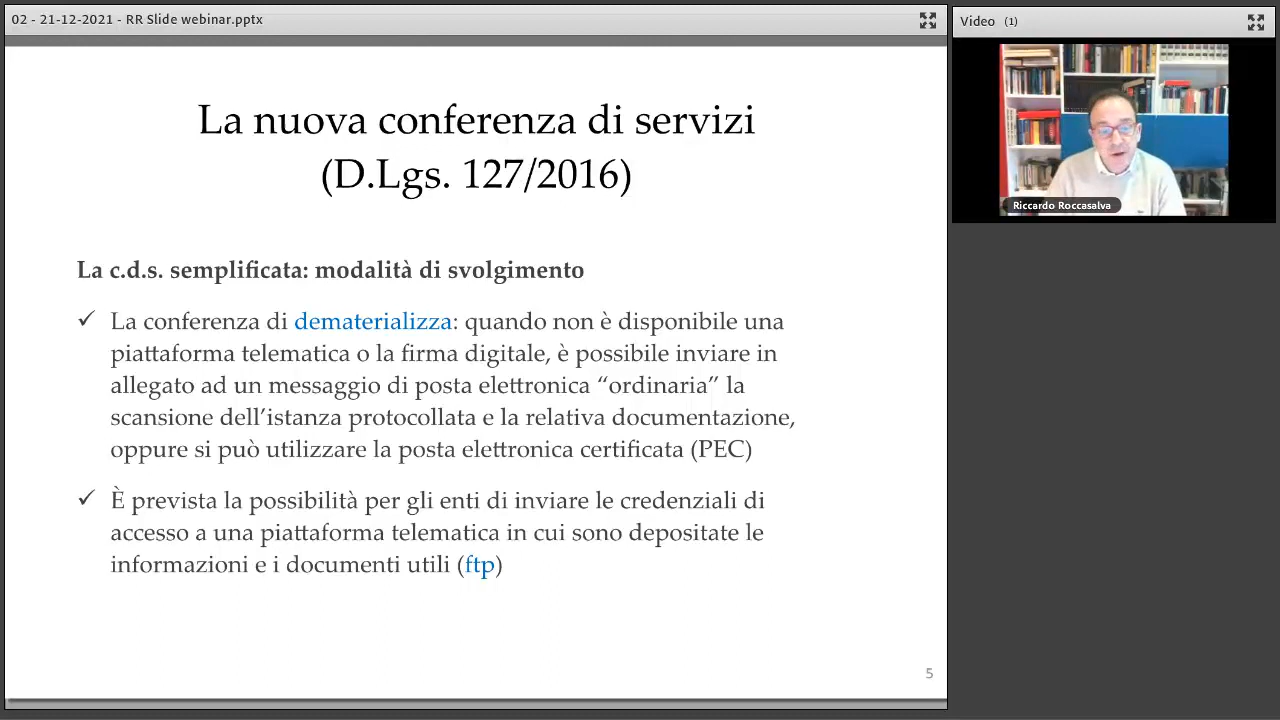 02 - 21-12-2021 - RR Slide webinar.pptx
Video (1)
Riccardo Roccasalva
La nuova conferenza di servizi
(D.Lgs. 127/2016)
La c.d.s. semplificata: modalità di svolgimento
✓ La conferenza di dematerializza: quando non è disponibile una
piattaforma telematica o la firma digitale, è possibile inviare in
allegato ad un messaggio di posta elettronica “ordinaria” la
scansione dell’istanza protocollata e la relativa documentazione,
oppure si può utilizzare la posta elettronica certificata (PEC)
✓ È prevista la possibilità per gli enti di inviare le credenziali di
accesso a una piattaforma telematica in cui sono depositate le
informazioni e i documenti utili (ftp)
5